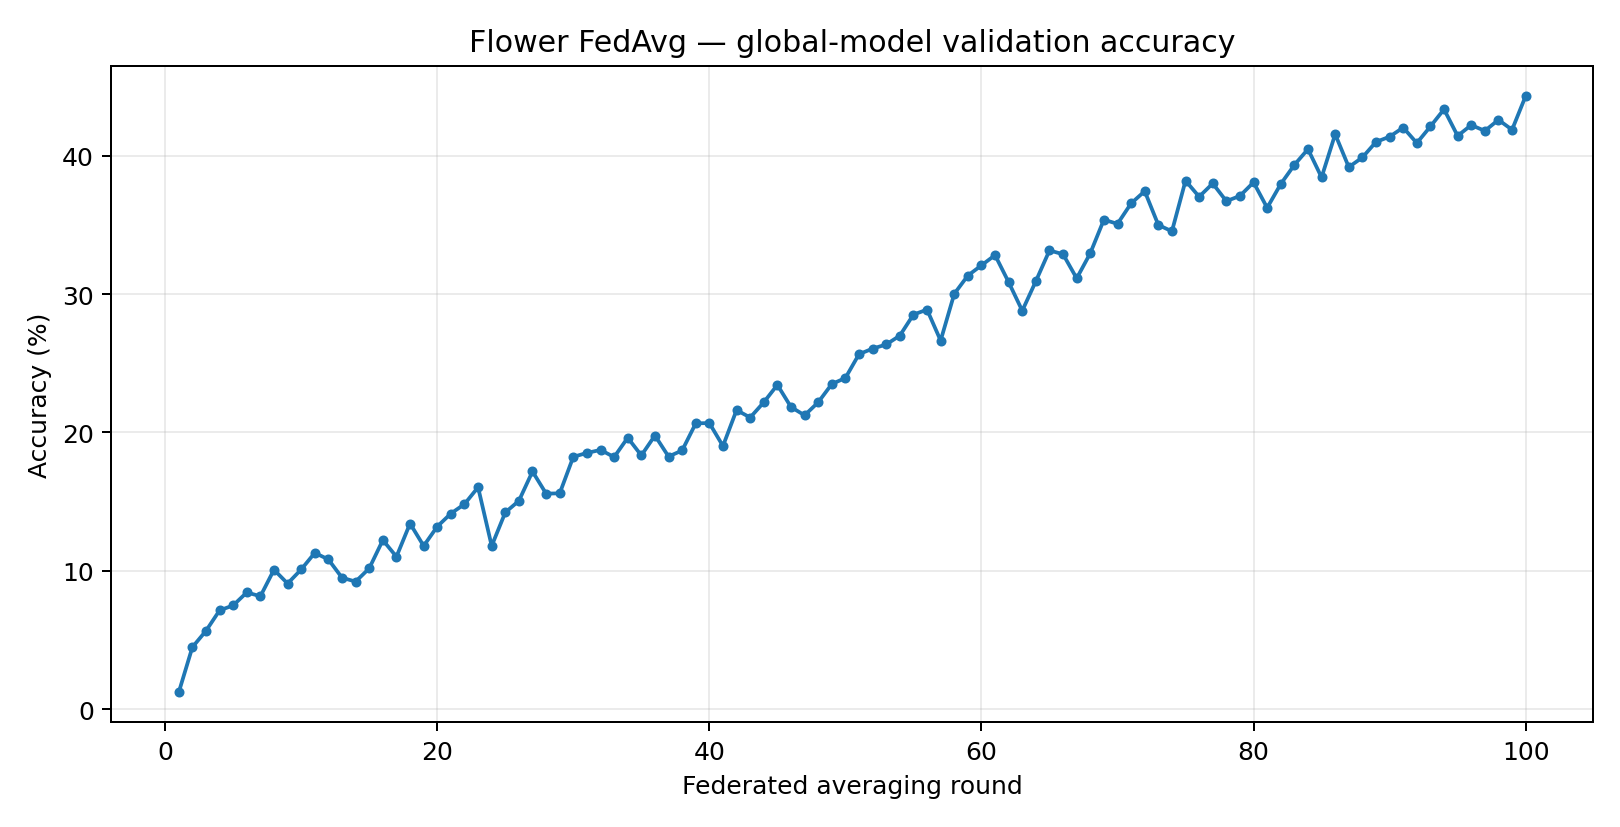 Flower FedAvg — global-model validation accuracy
Accuracy (%)
40
30
20
10
0
0 20 40 60 80 100
Federated averaging round